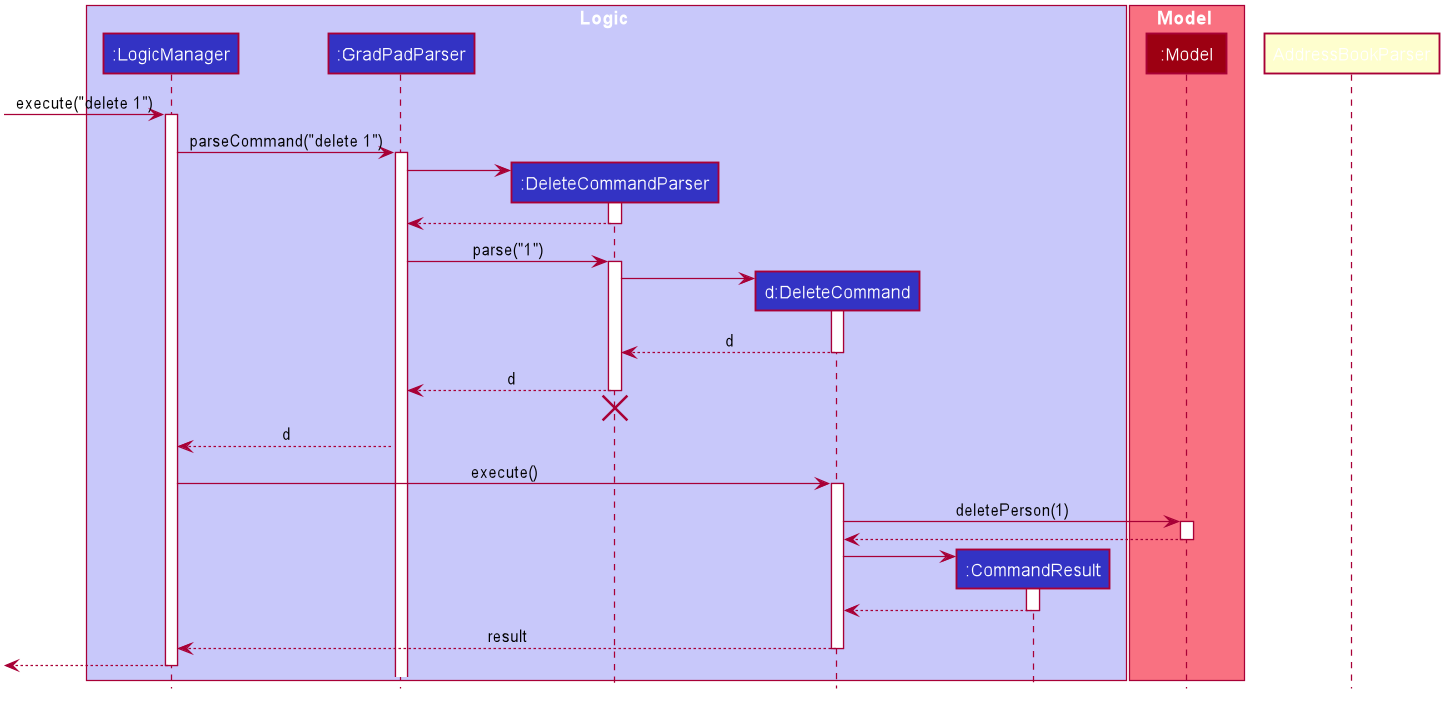 Logic
Model
:LogicManager
:GradPadParser
:Model
AddressBookParser
execute("delete 1")
parseCommand("delete 1")
:DeleteCommandParser
parse("1")
d:DeleteCommand
d
d
d
execute()
deletePerson(1)
:CommandResult
result